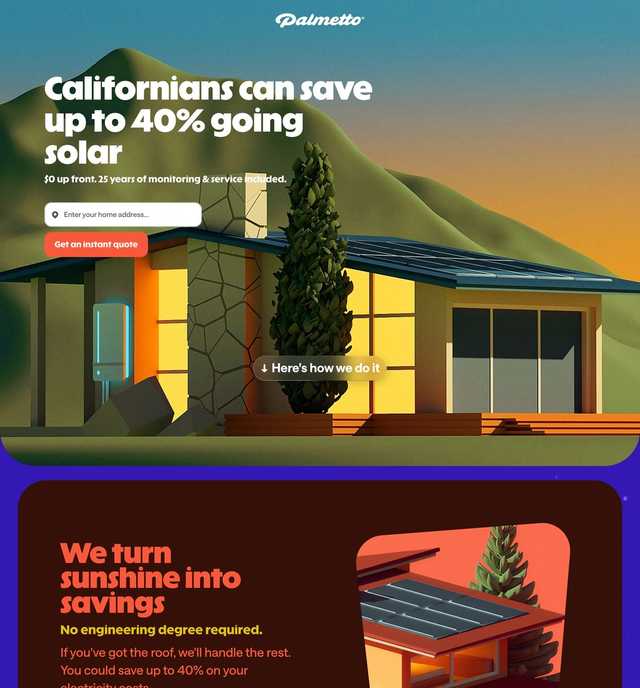 Palmetto
Californians can save
up to 40% going
solar
$0 up front. 25 years of monitoring & service included.
Enter your home address...
Get an instant quote
↓ Here's how we do it
We turn
sunshine into
savings
No engineering degree required.
If you've got the roof, we'll handle the rest.
You could save up to 40% on your
electricity costs